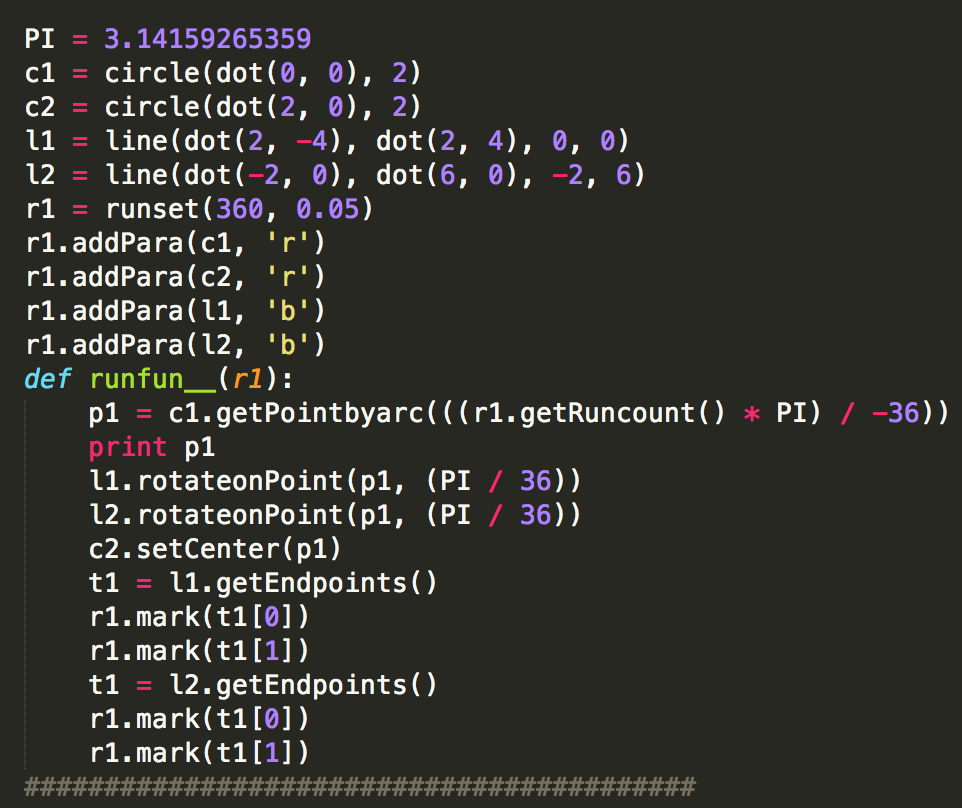 PI = 3.14159265359
c1 = circle(dot(0, 0), 2)
c2 = circle(dot(2, 0), 2)
l1 = line(dot(2, -4), dot(2, 4), 0, 0)
l2 = line(dot(-2, 0), dot(6, 0), -2, 6)
r1 = runset(360, 0.05)
r1.addPara(c1, 'r')
r1.addPara(c2, 'r')
r1.addPara(l1, 'b')
r1.addPara(l2, 'b')
def runfun__(r1):
    p1 = c1.getPointbyarc(((r1.getRuncount() * PI) / -36))
    print p1
    l1.rotateonPoint(p1, (PI / 36))
    l2.rotateonPoint(p1, (PI / 36))
    c2.setCenter(p1)
    t1 = l1.getEndpoints()
    r1.mark(t1[0])
    r1.mark(t1[1])
    t1 = l2.getEndpoints()
    r1.mark(t1[0])
    r1.mark(t1[1])
##########################################